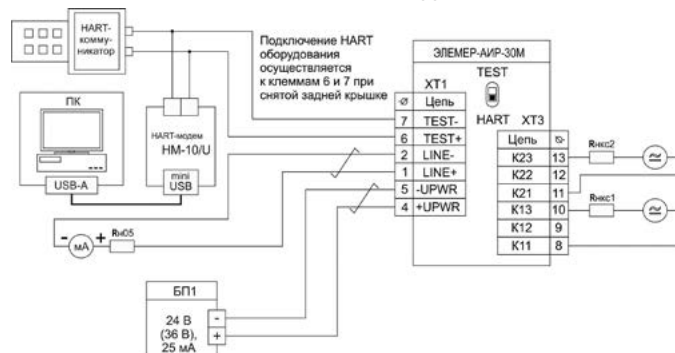 HART-
комму-
никатор
Подключение HART
оборудования
осуществляется
к клеммам 6 и 7 при
снятой задней крышке
ПК
USB-A
HART-модем
HM-10/U
mini
USB
- мА + Rн05
БП1
24 В
(36 В),
25 мА
-
+
ЭЛЕМЕР-АИР-30М
TEST
HART
XT1
Ø Цепь
7 TEST-
6 TEST+
2 LINE-
1 LINE+
5 -UPWR
4 +UPWR
XT3
Цепь Ø
K23 13
K22 12
K21 11
K13 10
K12 9
K11 8
Rнкс2
Rнкс1